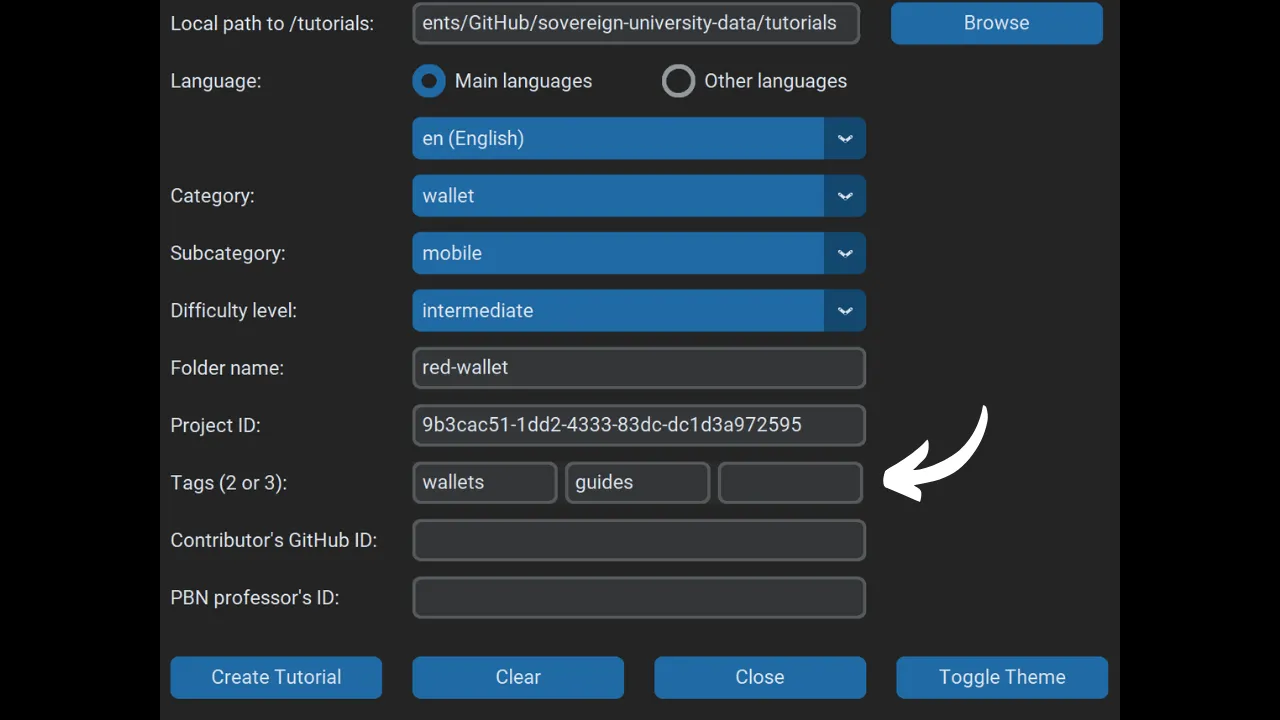 Local path to /tutorials: ents/GitHub/sovereign-university-data/tutorials Browse
Language: Main languages Other languages
en (English)
Category: wallet
Subcategory: mobile
Difficulty level: intermediate
Folder name: red-wallet
Project ID: 9b3cac51-1dd2-4333-83dc-dc1d3a972595
Tags (2 or 3): wallets guides
Contributor's GitHub ID:
PBN professor's ID:
Create Tutorial Clear Close Toggle Theme